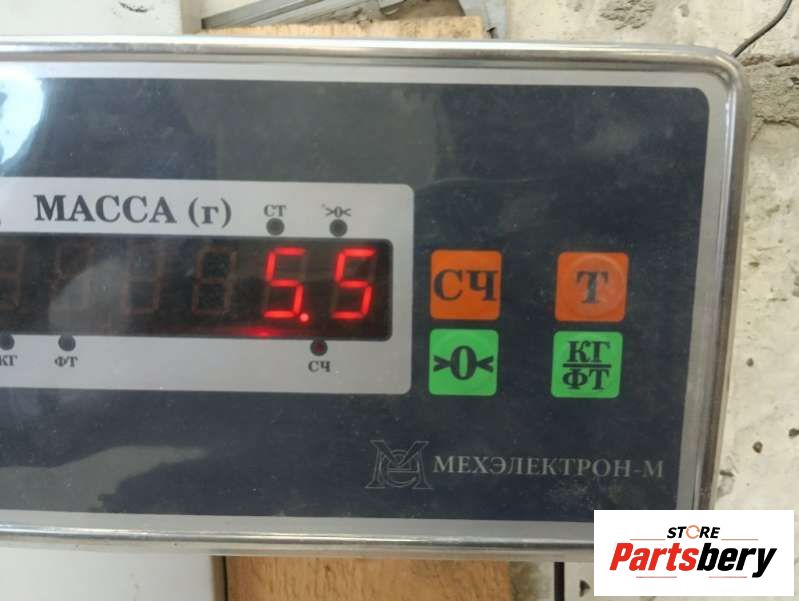 МАССА (г)
СТ
>0<
5.5
КГ
ФТ
СЧ
СЧ
Т
>0<
КГ
ФТ
МЕХЭЛЕКТРОН-М
STORE
Partsbery